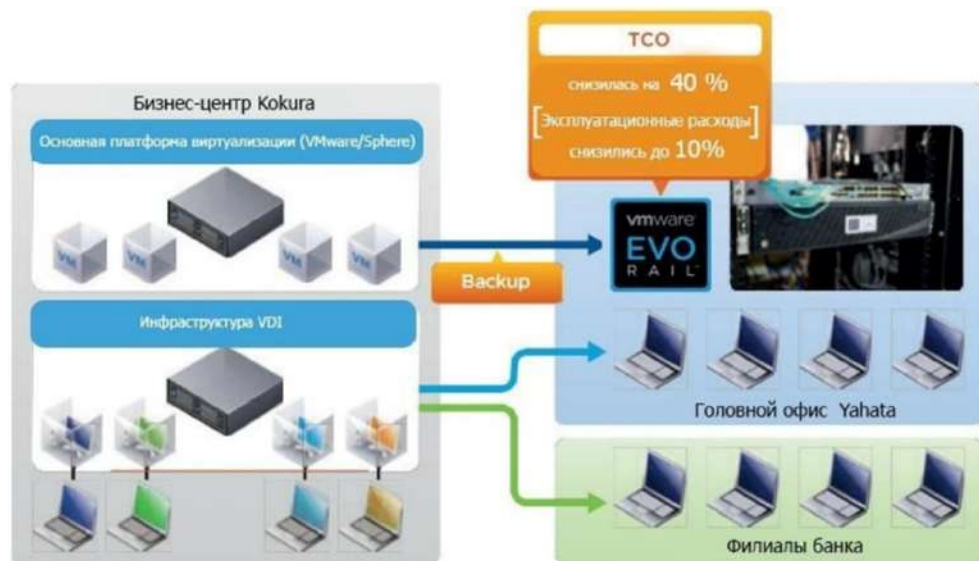 TCO
снизилась на 40 %
[Эксплуатационные расходы]
снизились до 10%
Бизнес-центр Kokura
Основная платформа виртуализации (VMware/Sphere)
VM
VM
VM
VM
Backup
vmware
EVO
RAIL™
Инфраструктура VDI
Головной офис Yahata
Филиалы банка